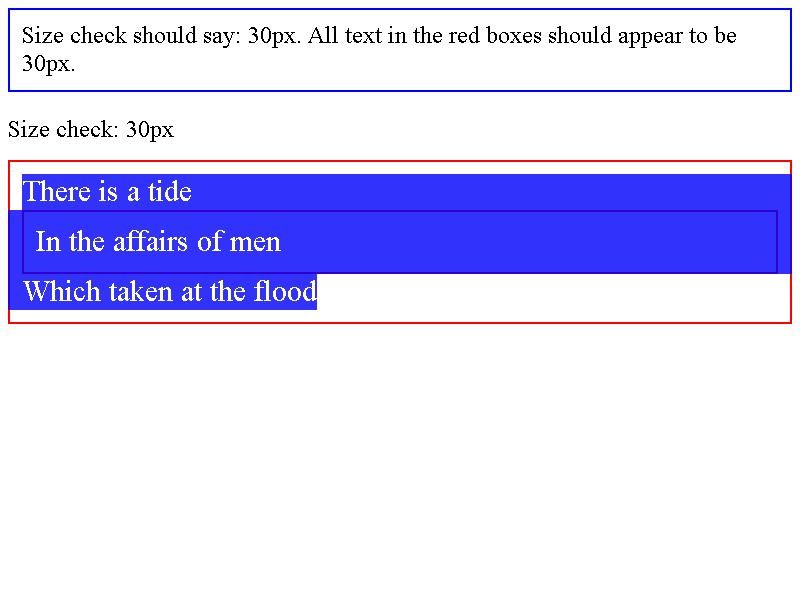 Size check should say: 30px. All text in the red boxes should appear to be
30px.
Size check: 30px
There is a tide
In the affairs of men
Which taken at the flood